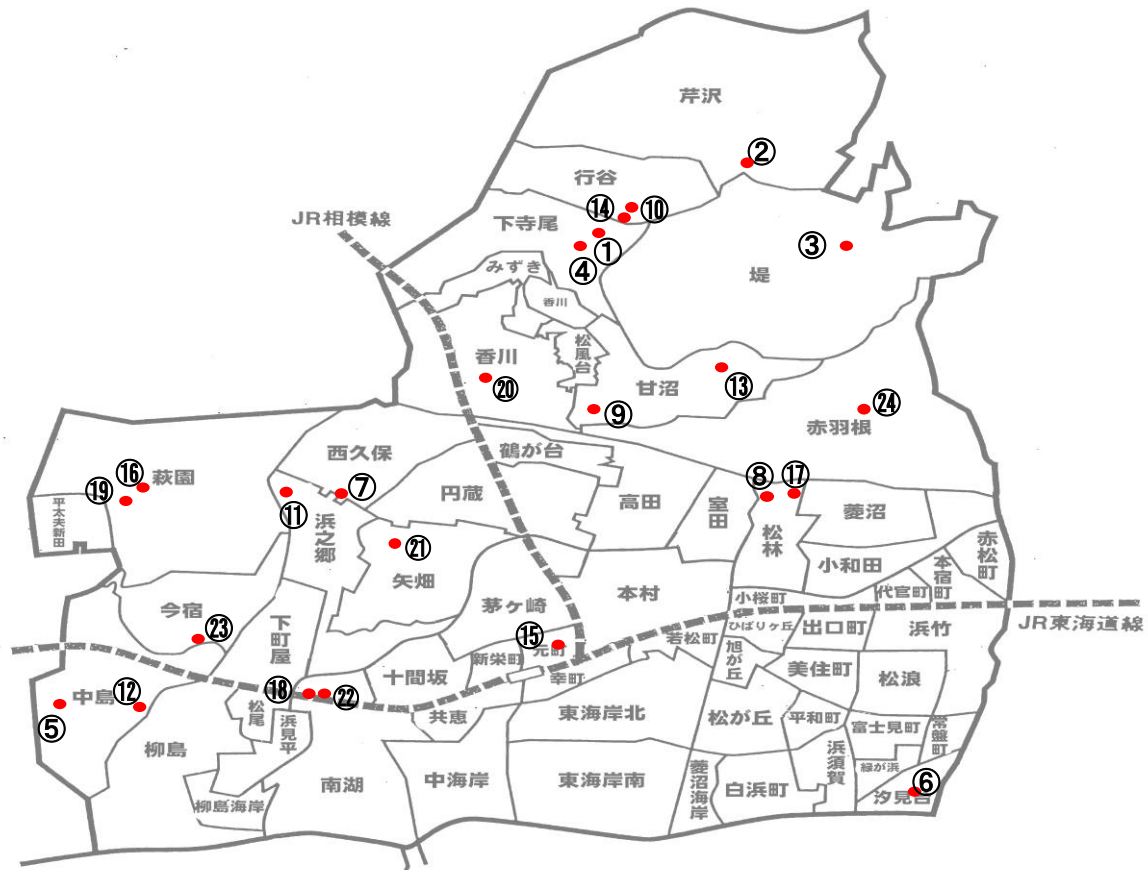 芹沢
②
行谷
⑭
⑩
JR相模線
下寺尾
①
③
④
みずき
堤
香川
松風台
香川
⑳
甘沼
⑬
⑨
㉔
赤羽根
西久保
鶴が台
⑯
萩園
⑲
⑦
円蔵
高田
室田
⑧
⑰
菱沼
平太夫新田
⑪
浜之郷
松林
㉑
矢畑
小和田
本宿町
赤松町
今宿
茅ヶ崎
本村
小桜町
代官町
㉓
下町屋
⑮
元町
若松町
ひばりヶ丘
出口町
浜竹
JR東海道線
十間坂
新栄町
幸町
旭が丘
美住町
松浪
中島
⑫
⑤
⑱
㉒
松尾
浜見平
共恵
東海岸北
松が丘
平和町
富士見町
常盤町
柳島
浜須賀
緑が浜
柳島海岸
南湖
中海岸
東海岸南
菱沼海岸
白浜町
⑥
汐見台